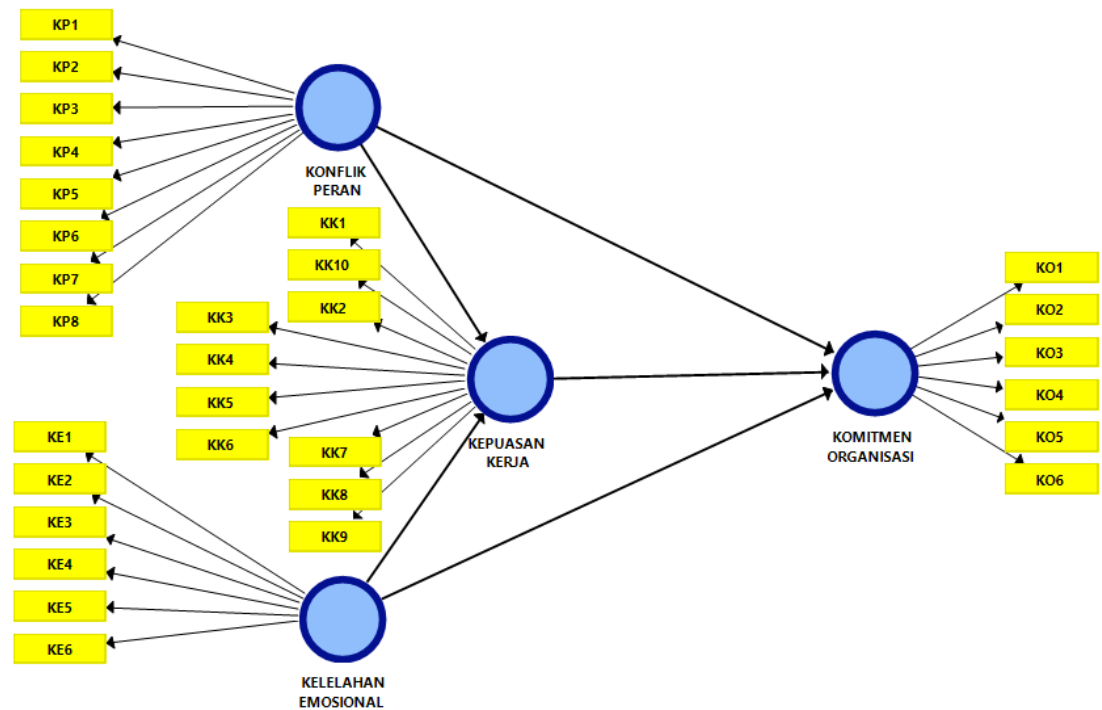 KP1
KP2
KP3
KP4
KP5
KP6
KP7
KP8
KONFLIK
PERAN
KK1
KK10
KK2
KK3
KK4
KK5
KK6
KK7
KK8
KK9
KEPUASAN
KERJA
KE1
KE2
KE3
KE4
KE5
KE6
KELELAHAN
EMOSIONAL
KOMITMEN
ORGANISASI
KO1
KO2
KO3
KO4
KO5
KO6